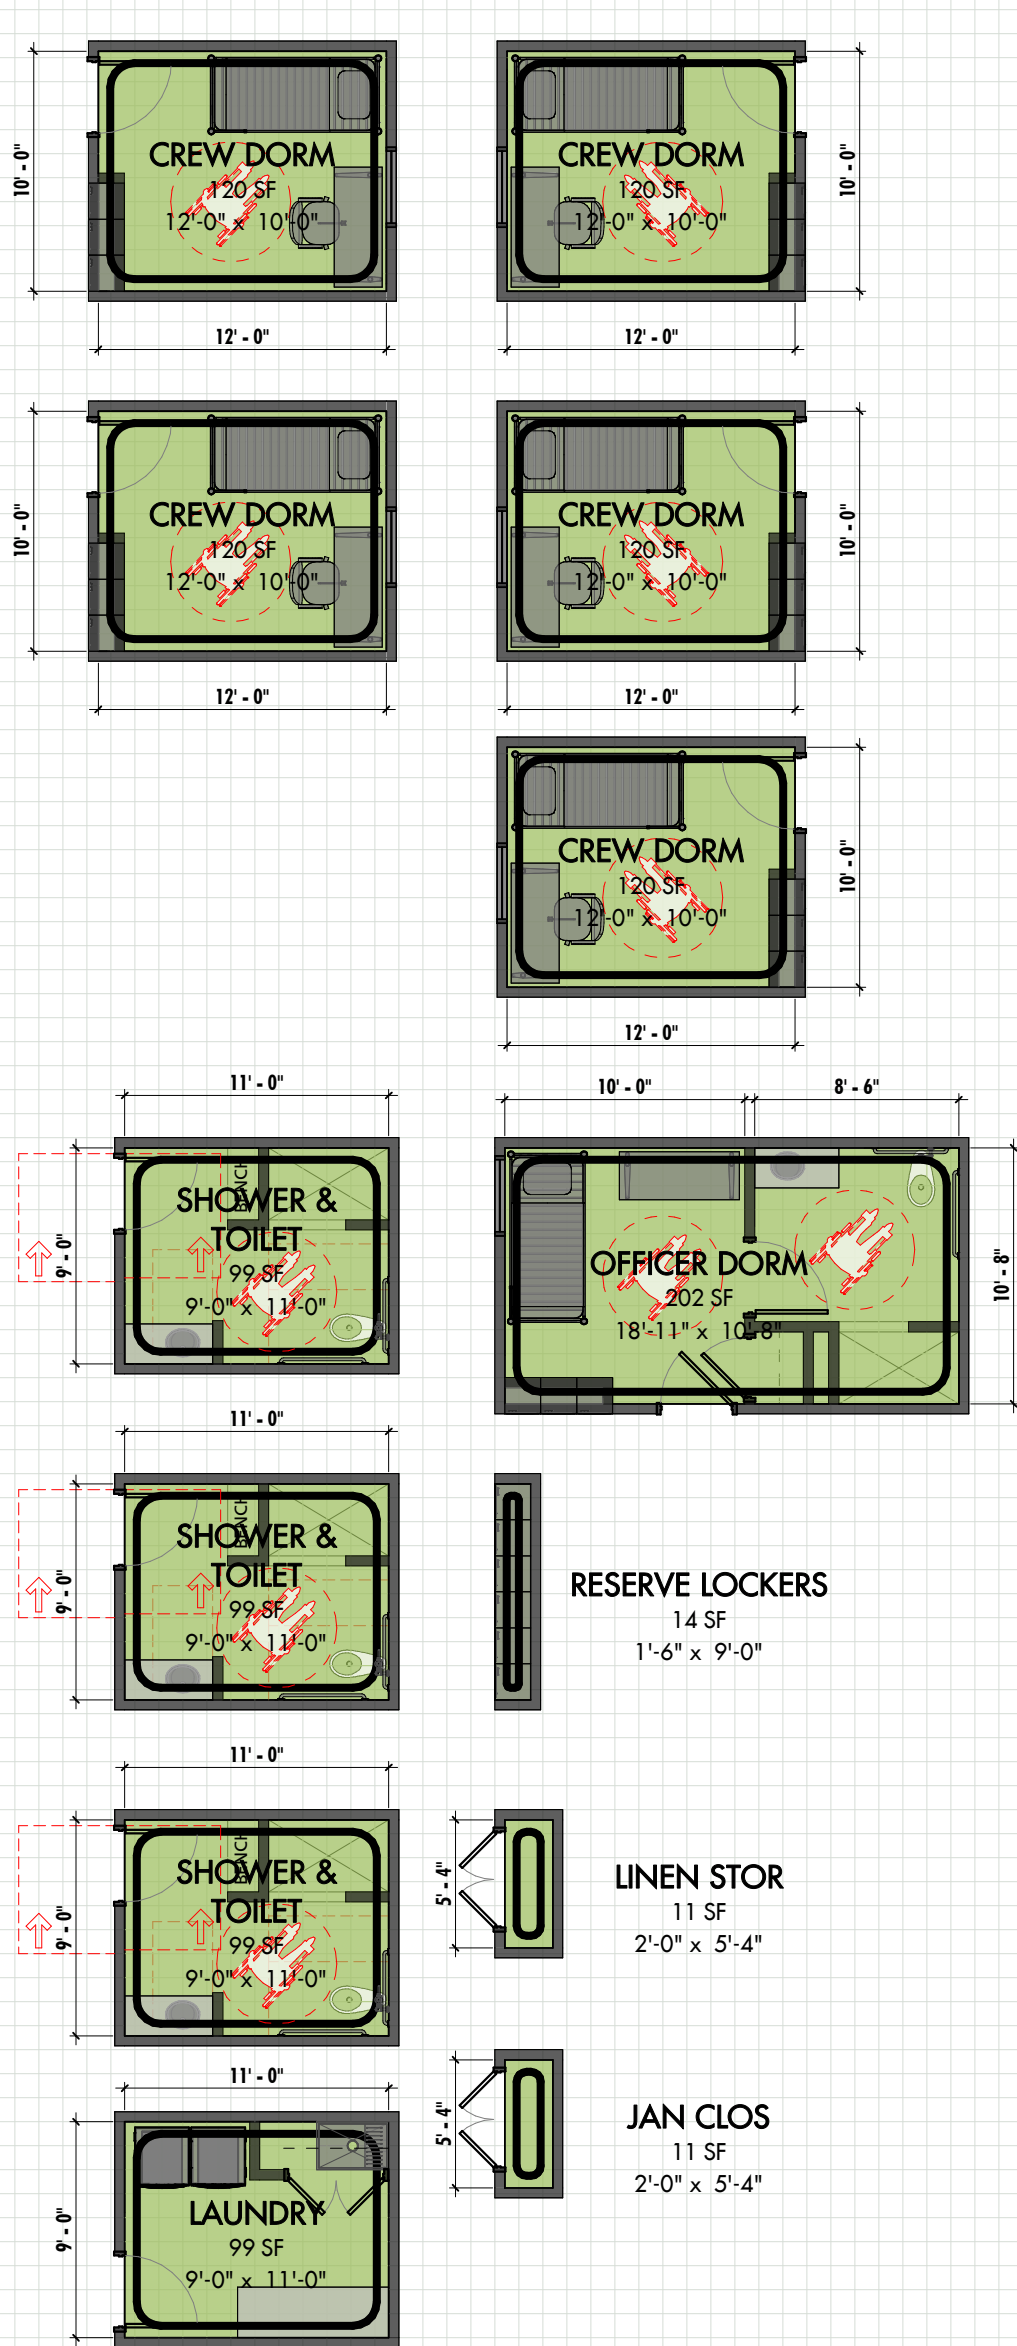 CREW DORM
120 SF
12'-0" x 10'-0"
10' - 0"
12' - 0"
CREW DORM
120 SF
12'-0" x 10'-0"
10' - 0"
12' - 0"
CREW DORM
120 SF
12'-0" x 10'-0"
10' - 0"
12' - 0"
CREW DORM
120 SF
12'-0" x 10'-0"
10' - 0"
12' - 0"
CREW DORM
120 SF
12'-0" x 10'-0"
10' - 0"
12' - 0"
11' - 0"
BENCH
SHOWER &
TOILET
99 SF
9'-0" x 11'-0"
9' - 0"
10' - 0"
8' - 6"
OFFICER DORM
202 SF
18'-11" x 10'-8"
10' - 8"
11' - 0"
BENCH
SHOWER &
TOILET
99 SF
9'-0" x 11'-0"
9' - 0"
RESERVE LOCKERS
14 SF
1'-6" x 9'-0"
11' - 0"
BENCH
SHOWER &
TOILET
99 SF
9'-0" x 11'-0"
9' - 0"
5' - 4"
LINEN STOR
11 SF
2'-0" x 5'-4"
11' - 0"
LAUNDRY
99 SF
9'-0" x 11'-0"
9' - 0"
5' - 4"
JAN CLOS
11 SF
2'-0" x 5'-4"